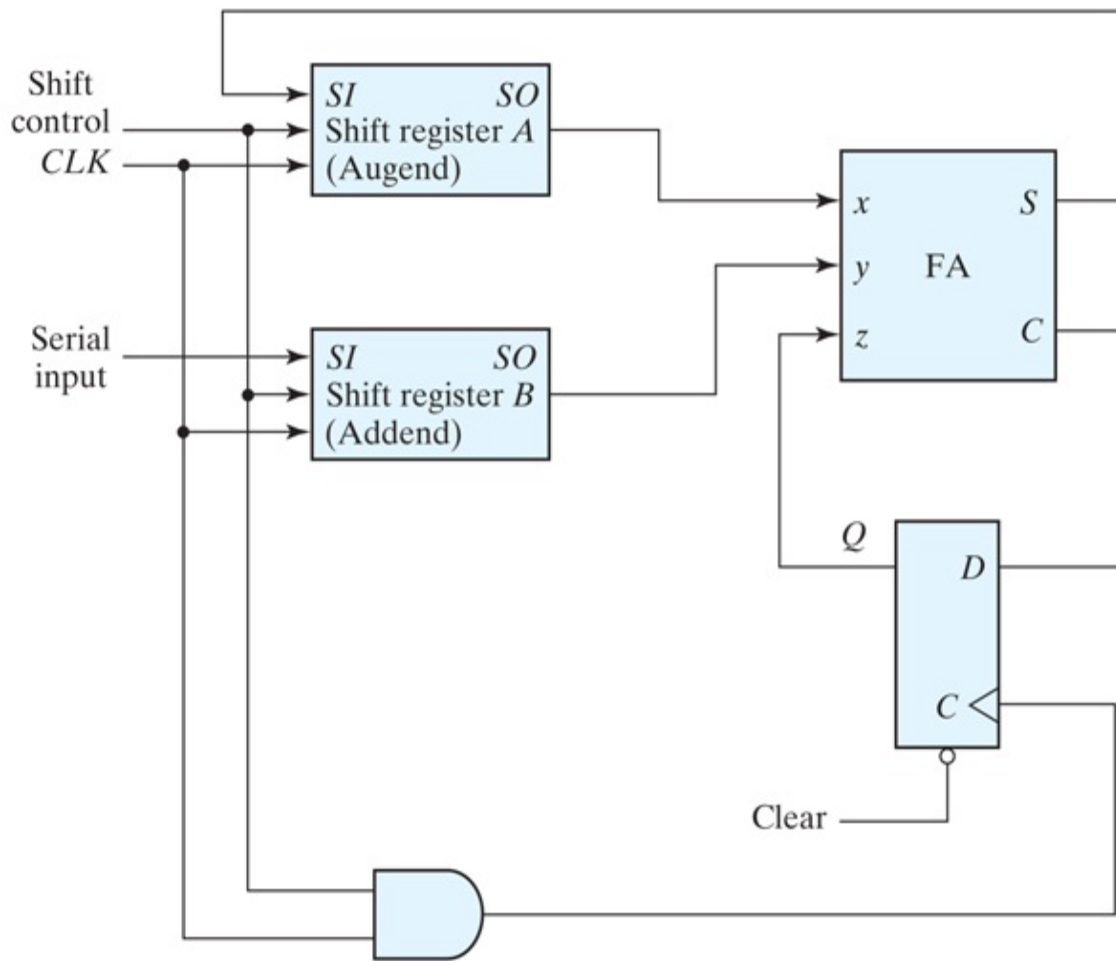 Shift
control
CLK
SI SO
Shift register A
(Augend)
x S
y FA
z C
Serial
input
SI SO
Shift register B
(Addend)
Q
D
C
Clear